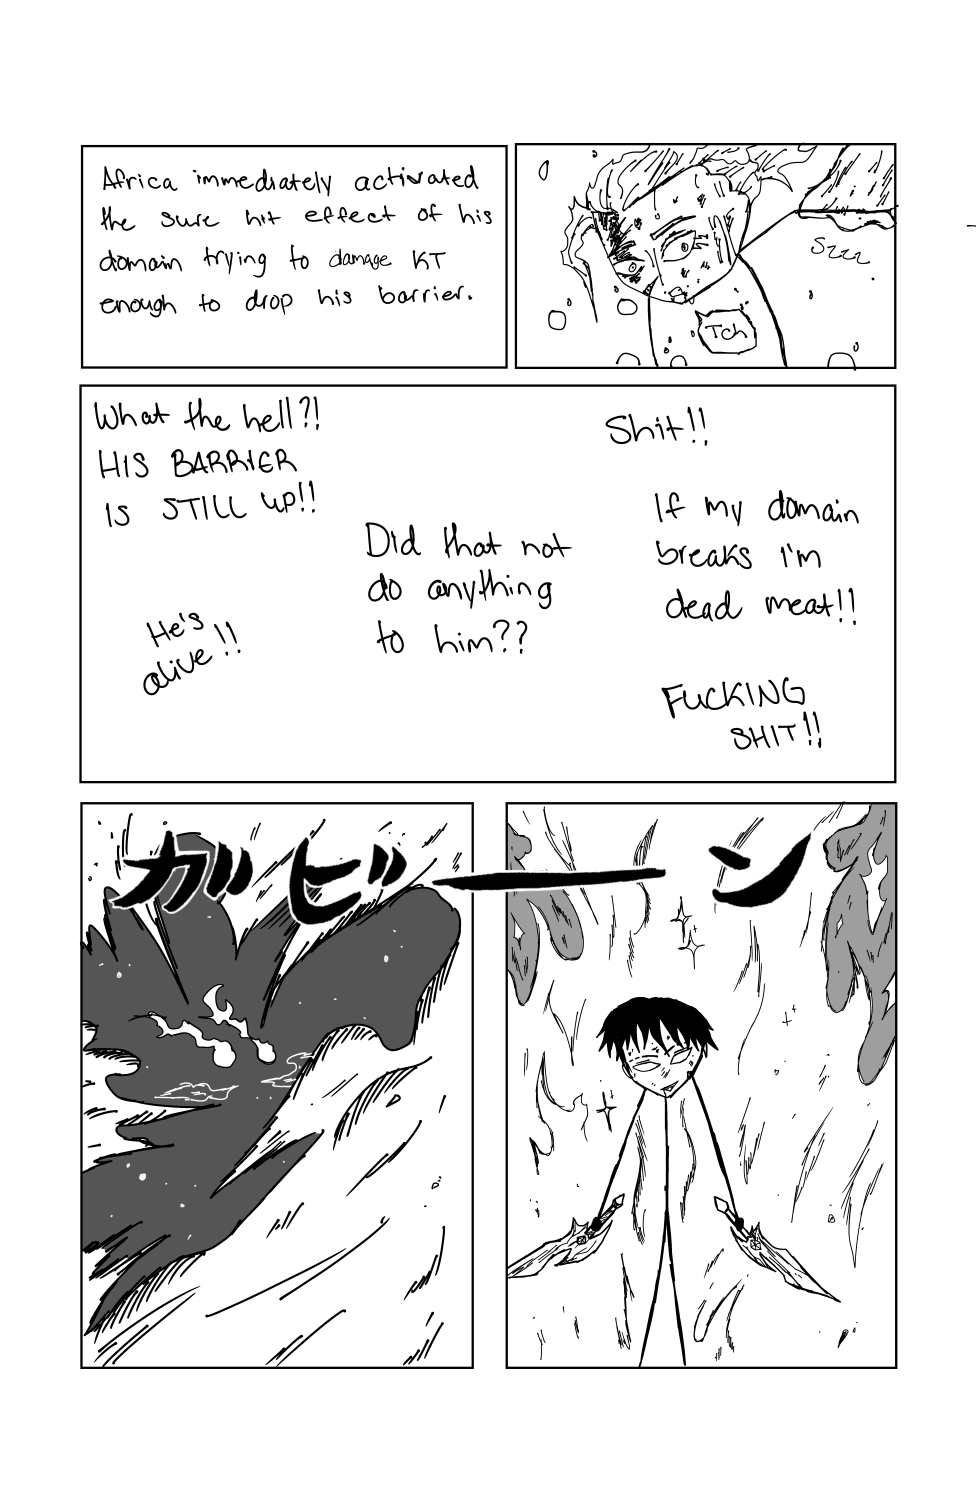 Africa immediately activated
the sure hit effect of his
domain trying to damage KT
enough to drop his barrier.
Szzz
Tch
What the hell?!
HIS BARRIER
IS STILL UP!!
Shit!!
Did that not
do anything
to him??
If my domain
breaks I'm
dead meat!!
He's
alive!!
FUCKING
SHIT!!
ガビーン